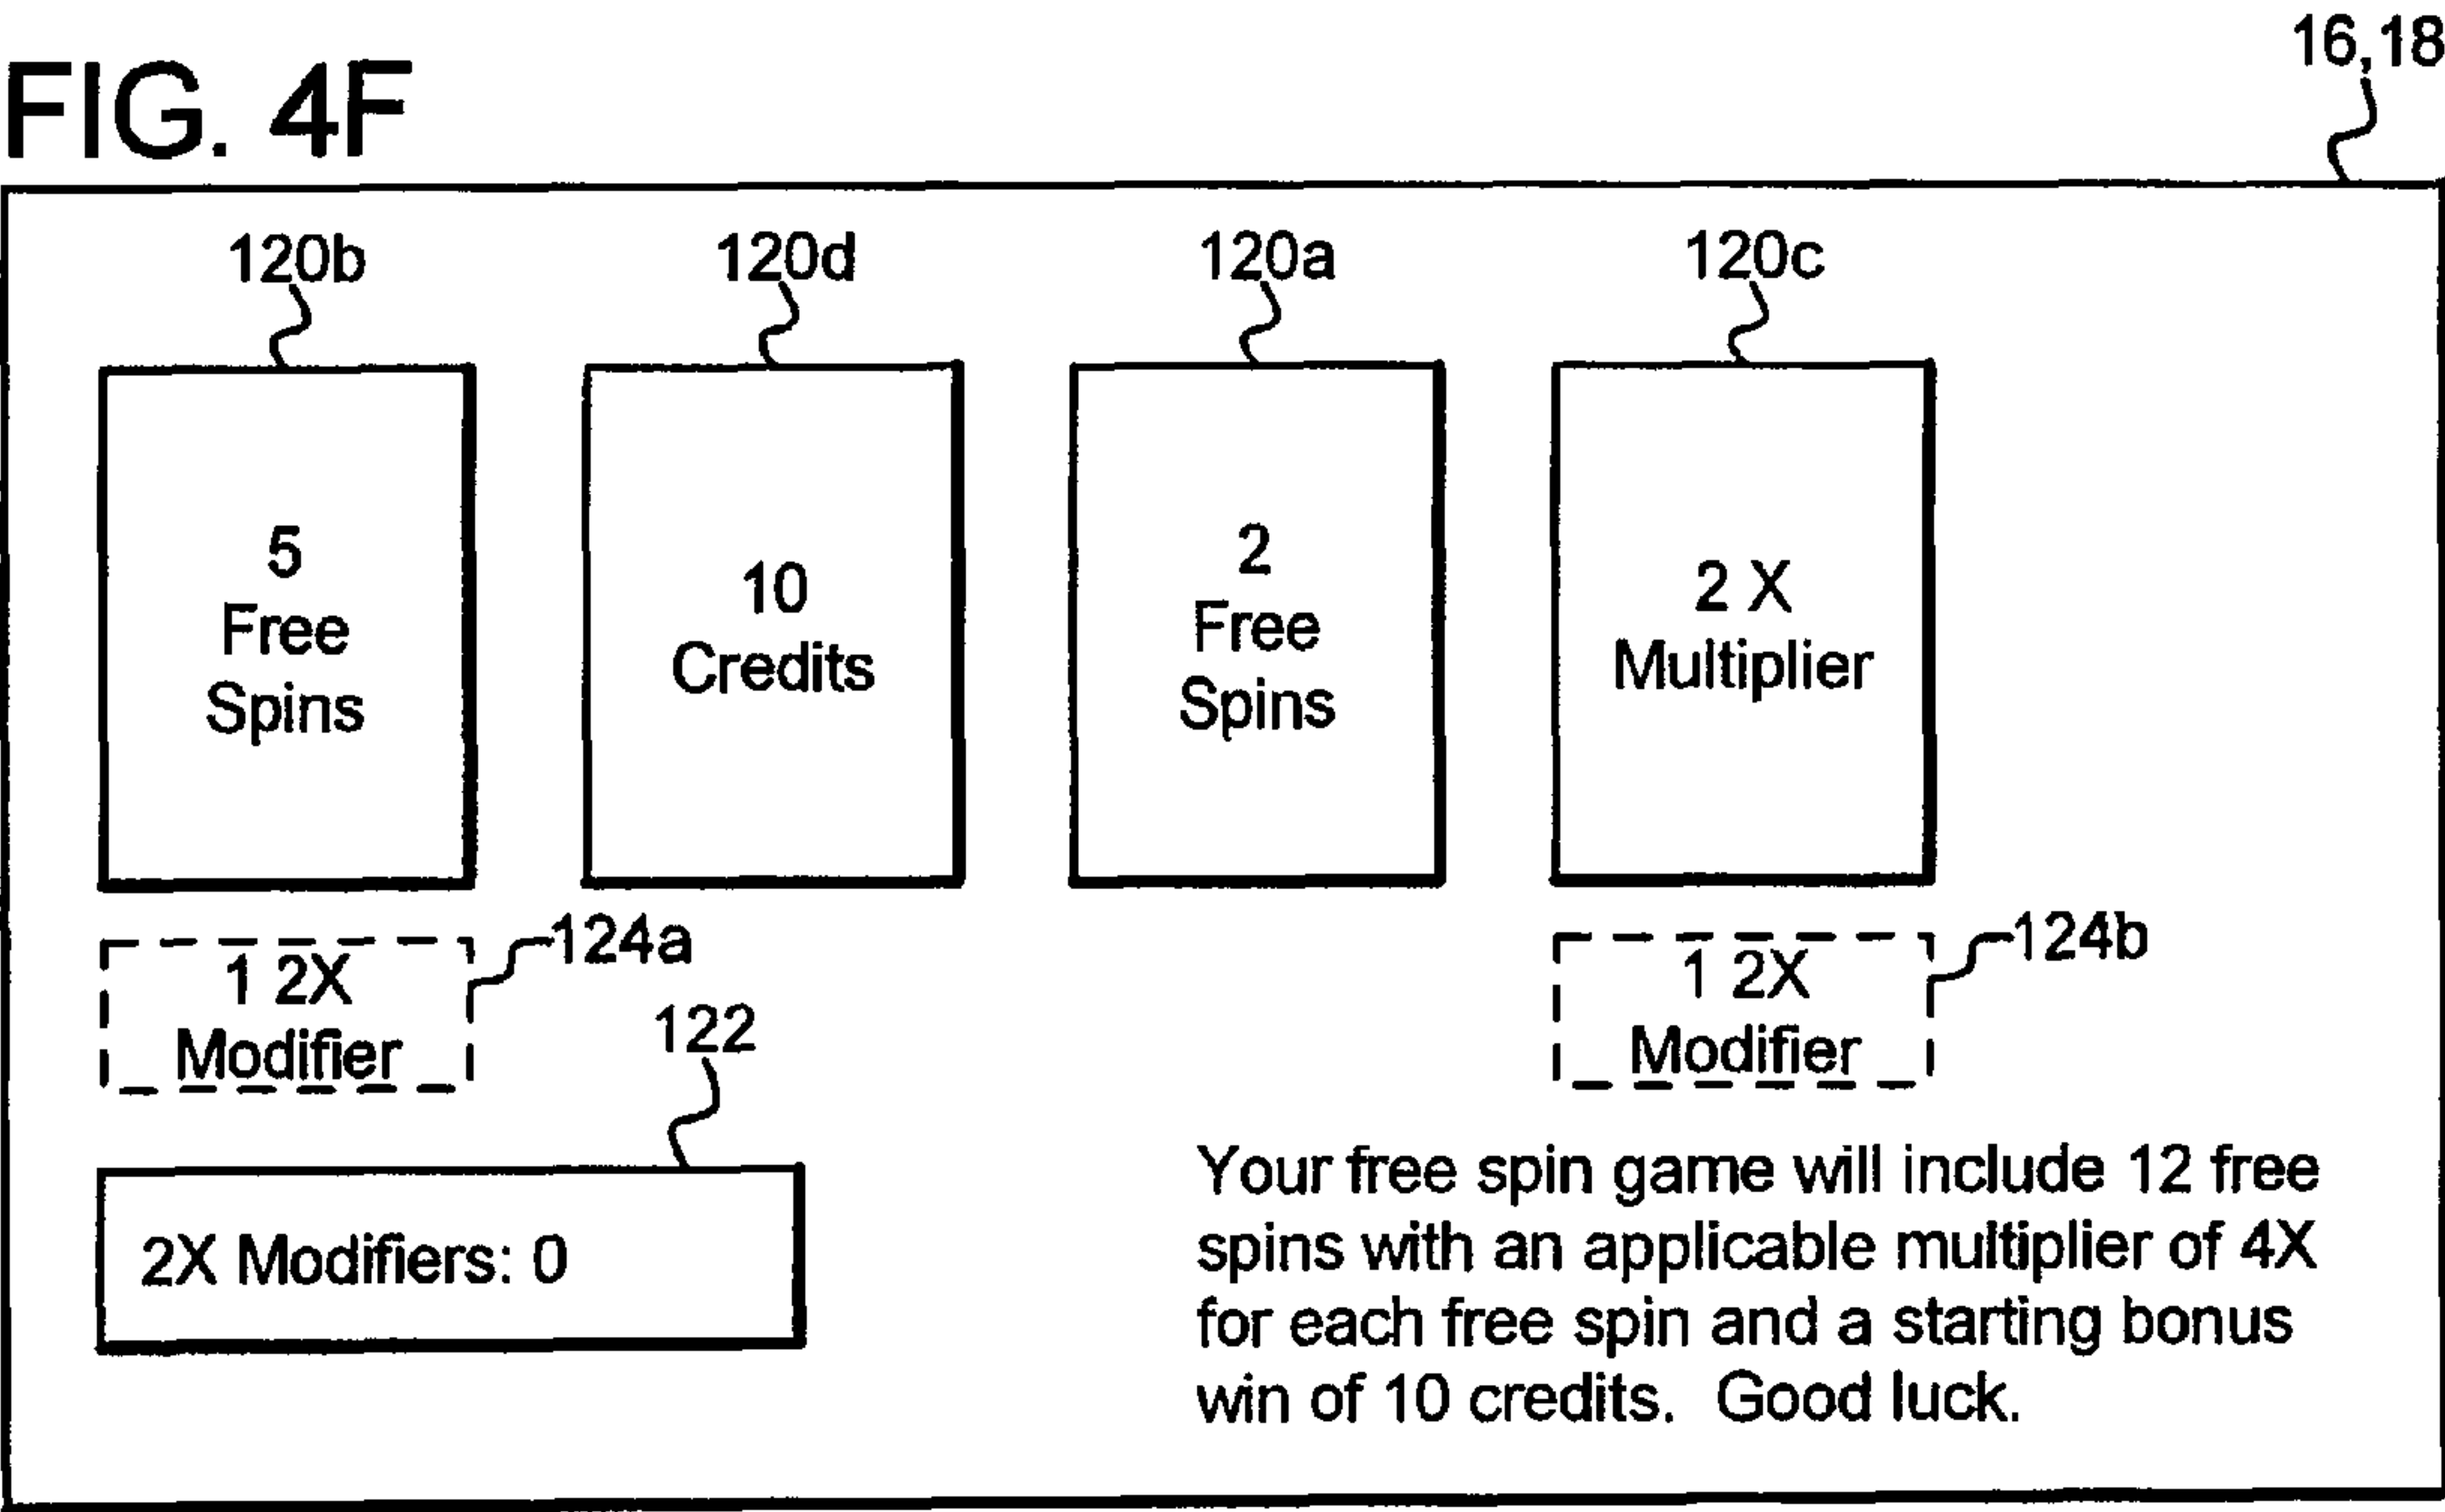 FIG. 4F
16,18
120b
120d
120a
120c
5
Free
Spins
10
Credits
2
Free
Spins
2 X
Multiplier
1 2X
Modifier
124a
1 2X
Modifier
124b
122
2X Modifiers: 0
Your free spin game will include 12 free
spins with an applicable multiplier of 4X
for each free spin and a starting bonus
win of 10 credits. Good luck.